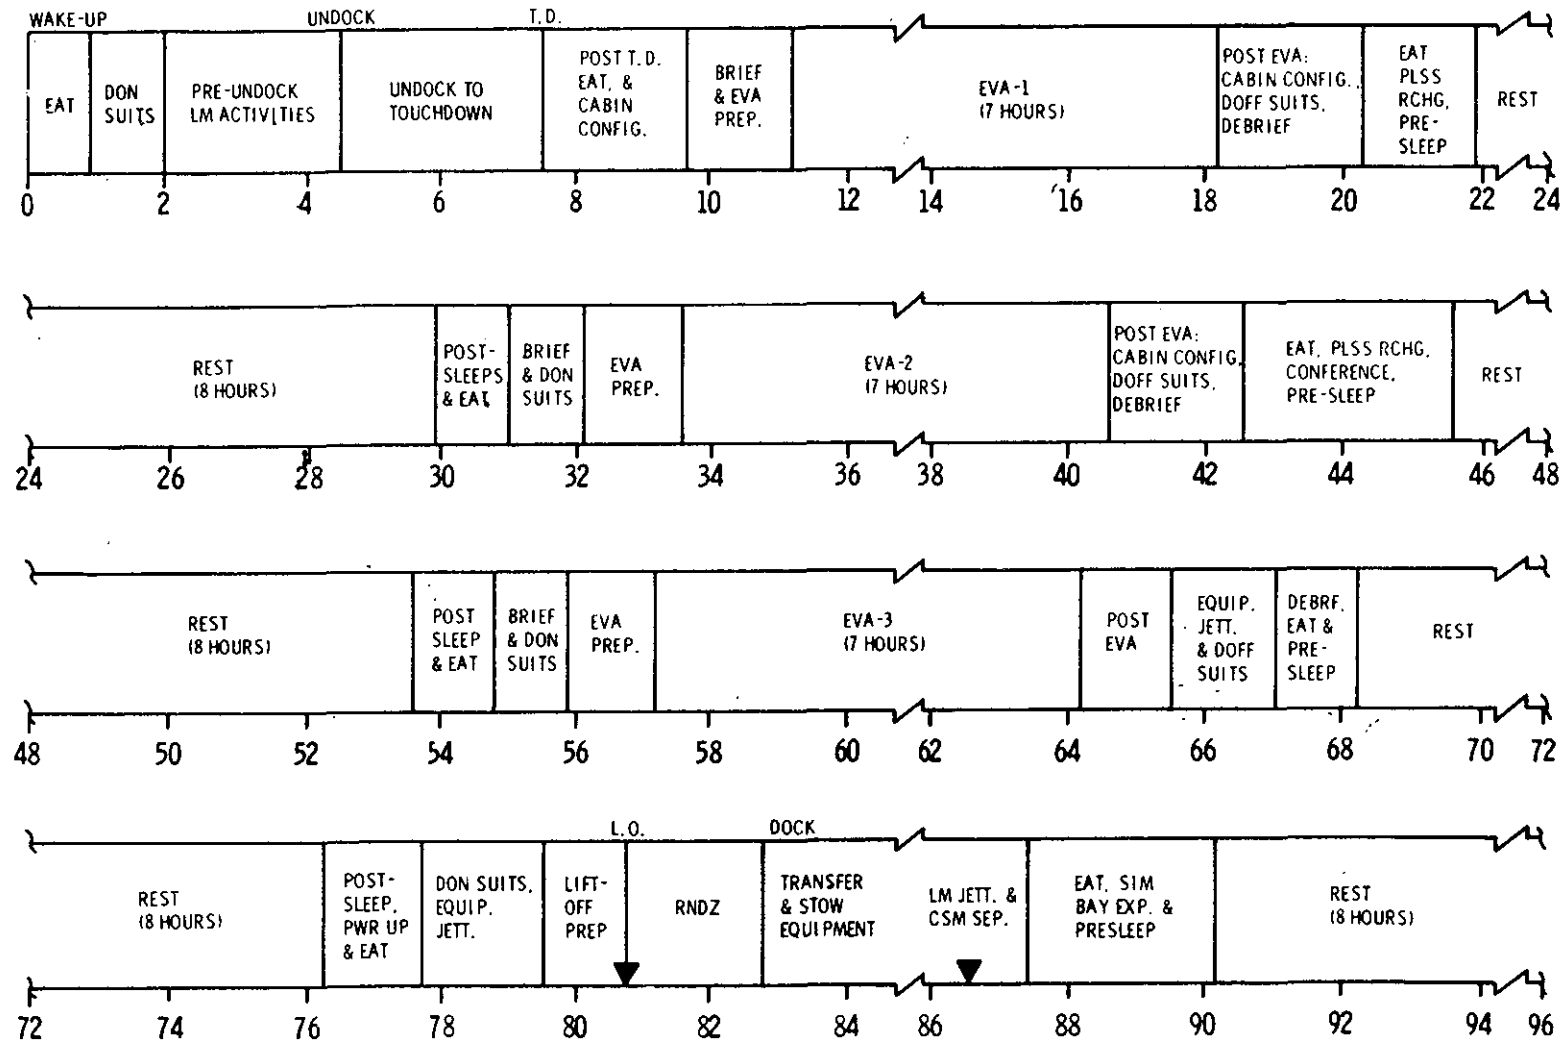 WAKE-UP UNDOCK T.D.
EAT
DON
SUITS
PRE-UNDOCK
LM ACTIVITIES
UNDOCK TO
TOUCHDOWN
POST T.D.
EAT, &
CABIN
CONFIG.
BRIEF
& EVA
PREP.
EVA-1
(7 HOURS)
POST EVA:
CABIN CONFIG.,
DOFF SUITS,
DEBRIEF
EAT
PLSS
RCHG,
PRE-
SLEEP
REST
0 2 4 6 8 10 12 14 16 18 20 22 24
REST
(8 HOURS)
POST-
SLEEPS
& EAT
BRIEF
& DON
SUITS
EVA
PREP.
EVA-2
(7 HOURS)
POST EVA:
CABIN CONFIG,
DOFF SUITS,
DEBRIEF
EAT, PLSS RCHG,
CONFERENCE,
PRE-SLEEP
REST
24 26 28 30 32 34 36 38 40 42 44 46 48
REST
(8 HOURS)
POST
SLEEP
& EAT
BRIEF
& DON
SUITS
EVA
PREP.
EVA-3
(7 HOURS)
POST
EVA
EQUIP.
JETT.
& DOFF
SUITS
DEBRF,
EAT &
PRE-
SLEEP
REST
48 50 52 54 56 58 60 62 64 66 68 70 72
L.O. DOCK
REST
(8 HOURS)
POST-
SLEEP,
PWR UP
& EAT
DON SUITS,
EQUIP.
JETT.
LIFT-
OFF
PREP
RNDZ
TRANSFER
& STOW
EQUIPMENT
LM JETT. &
CSM SEP.
EAT, SIM
BAY EXP. &
PRESLEEP
REST
(8 HOURS)
72 74 76 78 80 82 84 86 88 90 92 94 96